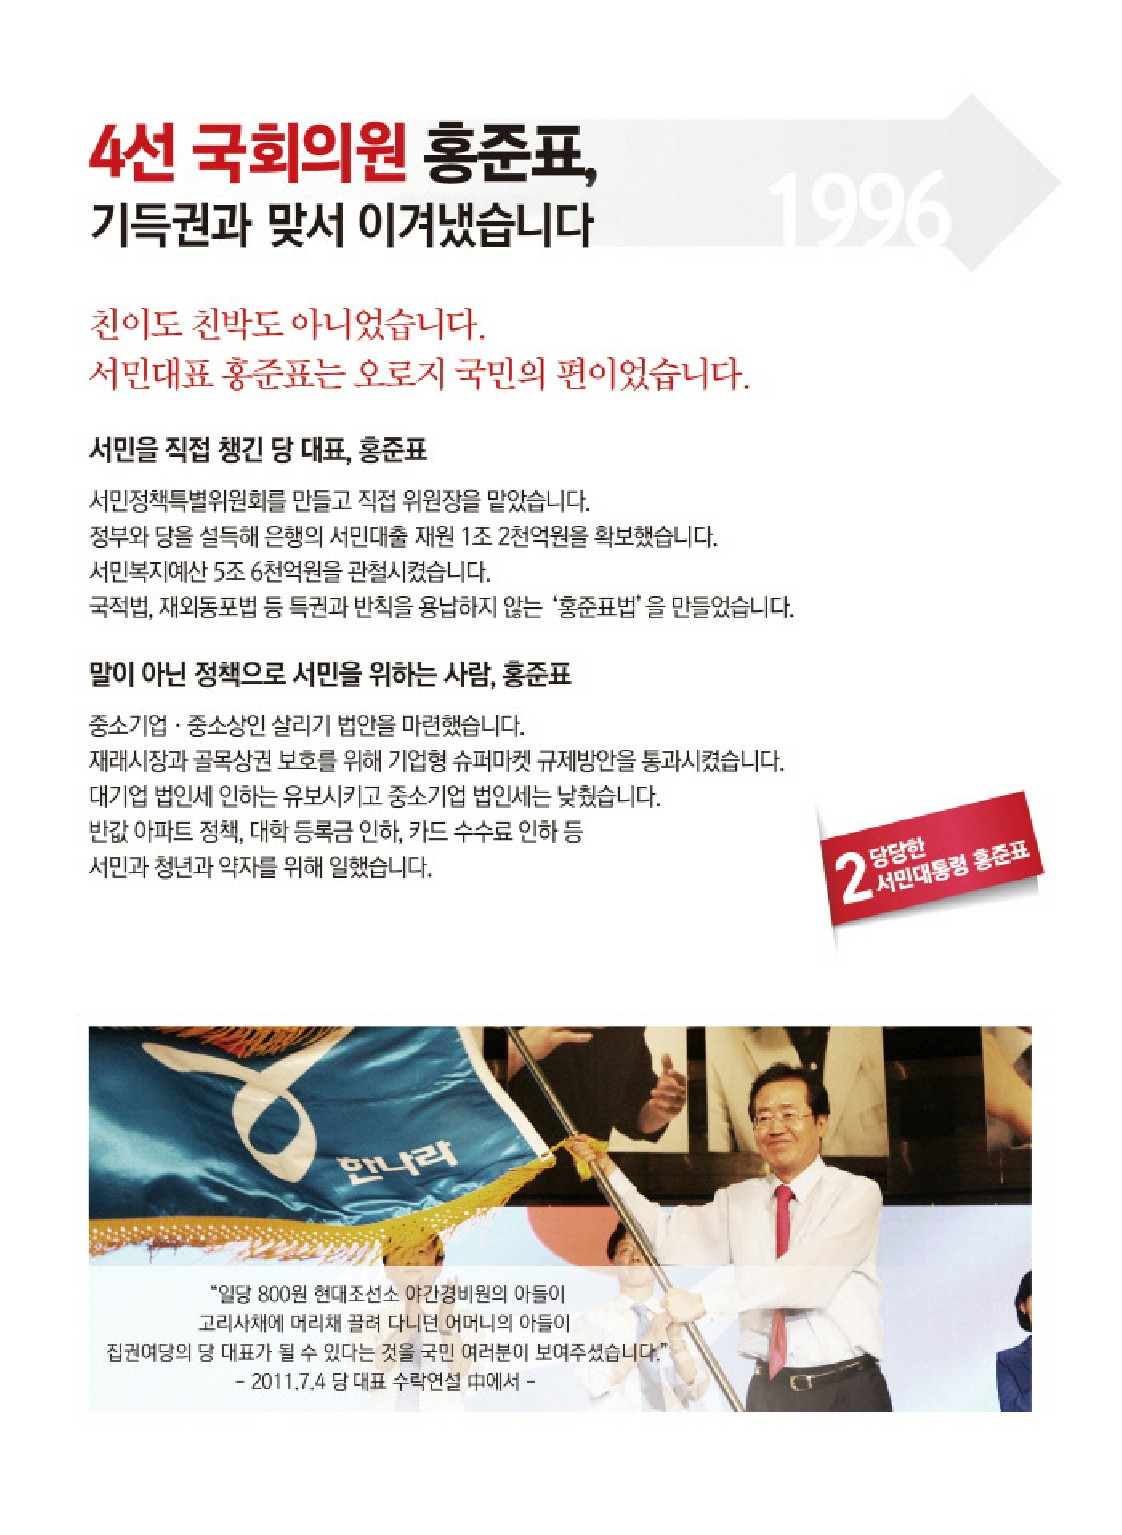 4선 국회의원 홍준표,
기득권과 맞서 이겨냈습니다
1996
친이도 친박도 아니었습니다.
서민대표 홍준표는 오로지 국민의 편이었습니다.
서민을 직접 챙긴 당 대표, 홍준표
서민정책특별위원회를 만들고 직접 위원장을 맡았습니다.
정부와 당을 설득해 은행의 서민대출 재원 1조 2천억원을 확보했습니다.
서민복지예산 5조 6천억원을 관철시켰습니다.
국적법, 재외동포법 등 특권과 반칙을 용납하지 않는 ‘홍준표법’을 만들었습니다.
말이 아닌 정책으로 서민을 위하는 사람, 홍준표
중소기업 · 중소상인 살리기 법안을 마련했습니다.
재래시장과 골목상권 보호를 위해 기업형 슈퍼마켓 규제방안을 통과시켰습니다.
대기업 법인세 인하는 유보시키고 중소기업 법인세는 낮췄습니다.
반값 아파트 정책, 대학 등록금 인하, 카드 수수료 인하 등
서민과 청년과 약자를 위해 일했습니다.
2 당당한
서민대통령 홍준표
한나라
“일당 800원 현대조선소 야간경비원의 아들이
고리사채에 머리채 끌려 다니던 어머니의 아들이
집권여당의 당 대표가 될 수 있다는 것을 국민 여러분이 보여주셨습니다.”
- 2011.7.4 당 대표 수락연설 中에서 -